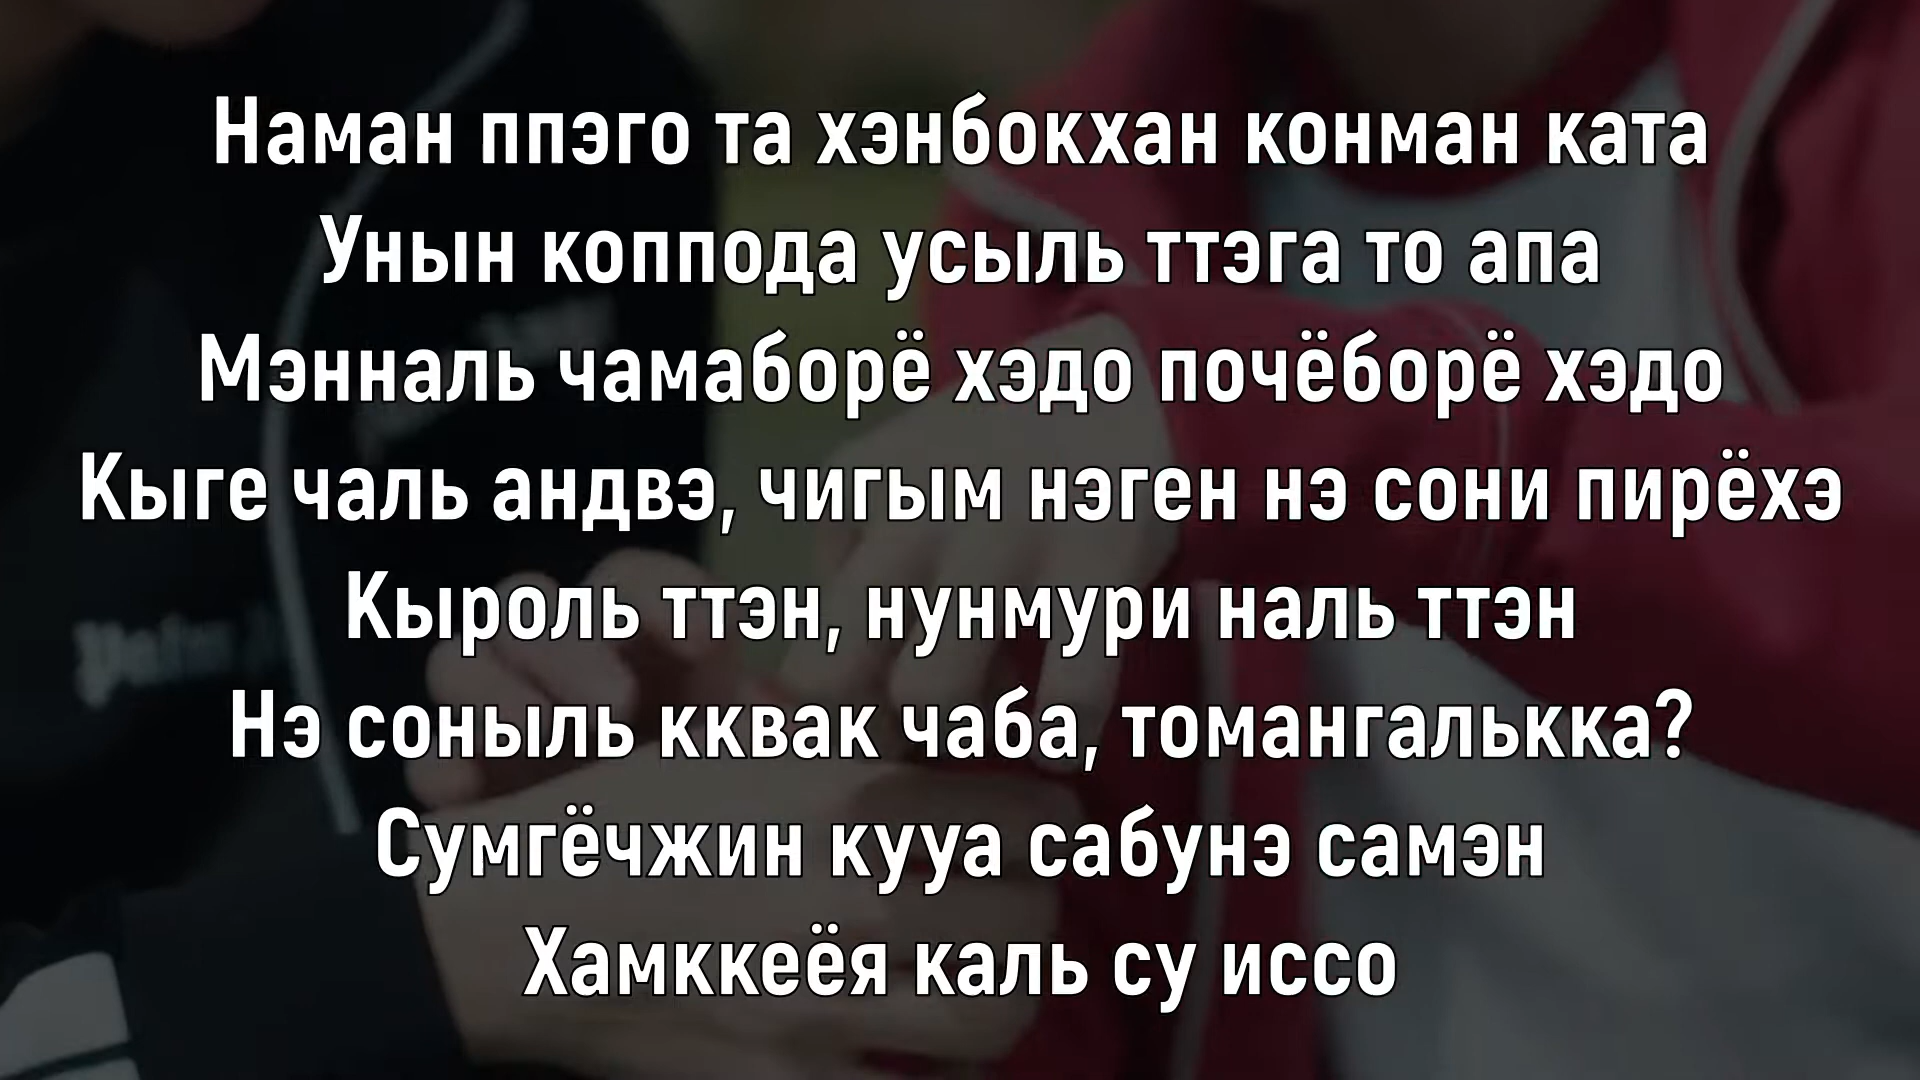 Наман ппэго та хэнбокхан конман ката
Унын коппода усыль ттэга то апа
Мэнналь чамаборё хэдо почёборё хэдо
Кыге чаль андвэ, чигым нэген нэ сони пирёхэ
Кыроль ттэн, нунмури наль ттэн
Нэ соныль кквак чаба, томангалькка?
Сумгёчжин кууа сабунэ самэн
Хамккеёя каль су иссо